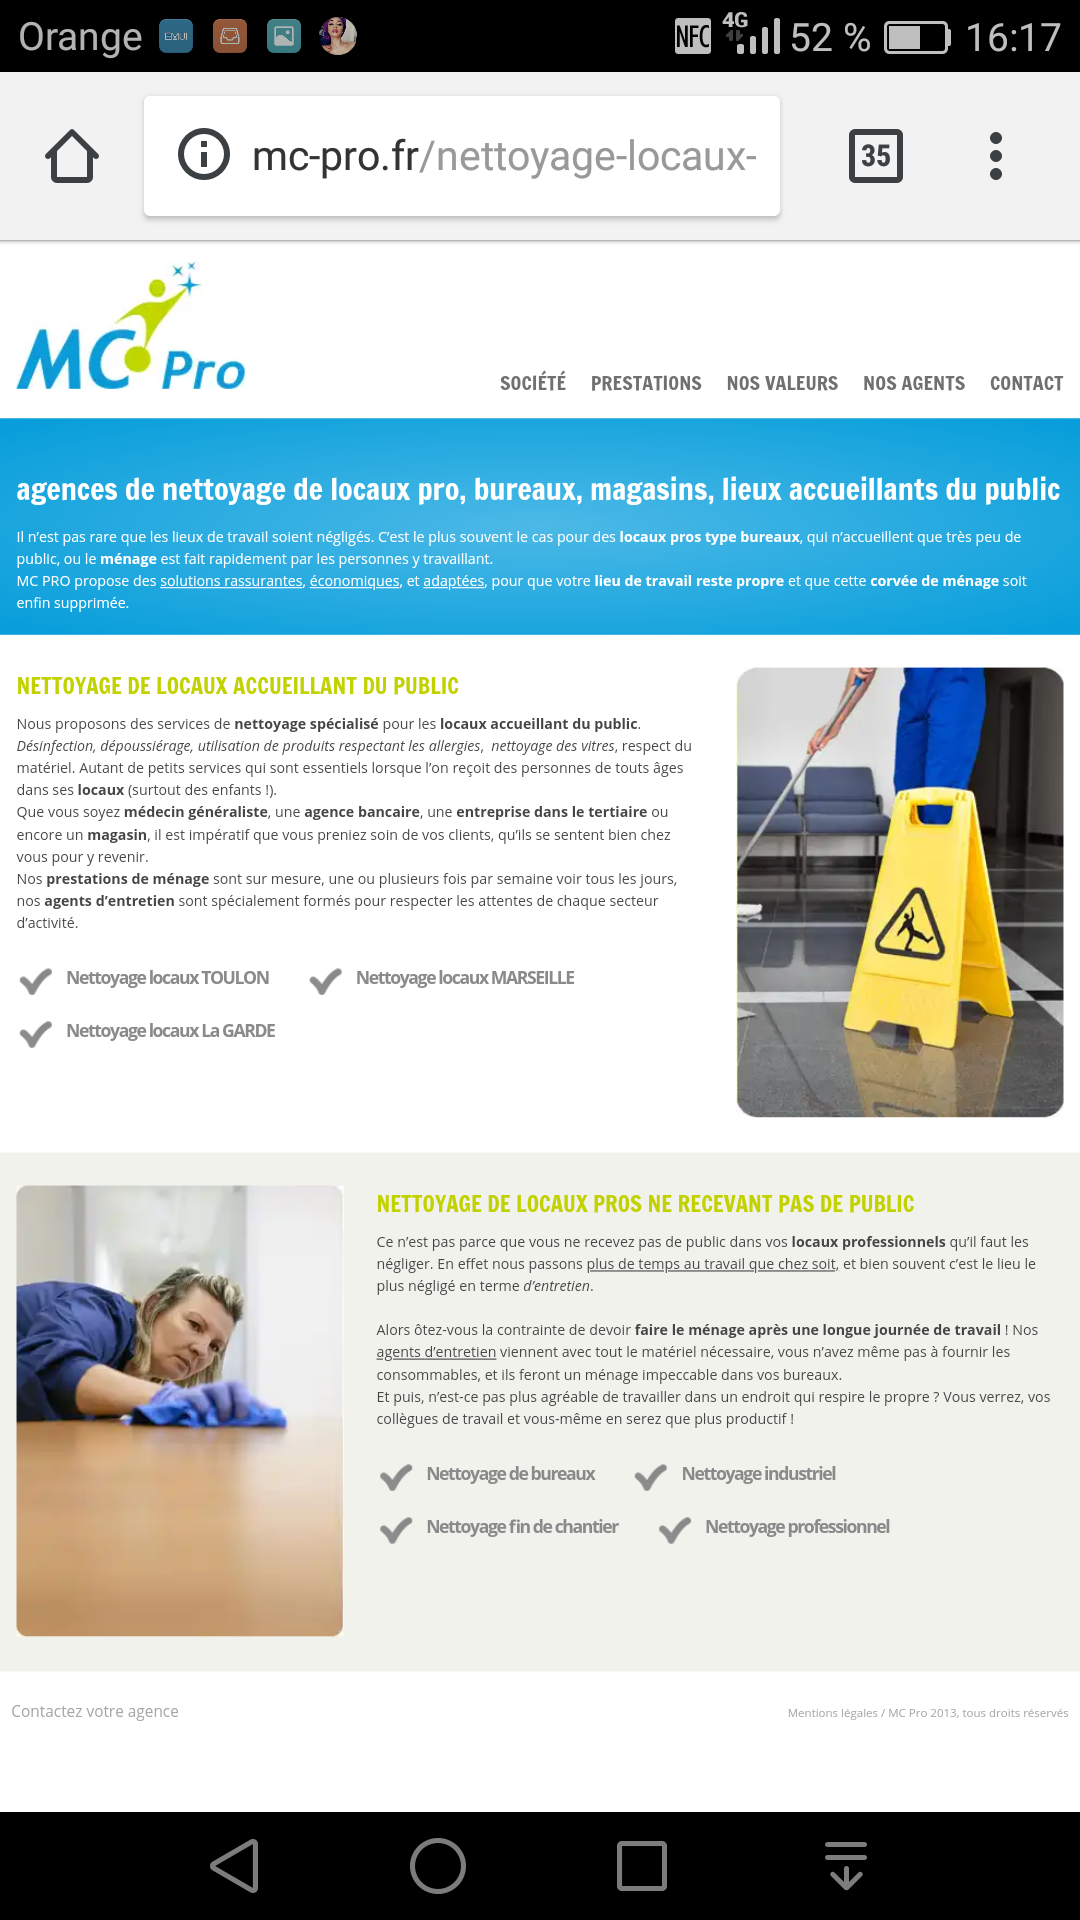 Orange EMUI NFC 4G 52 % 16:17
mc-pro.fr/nettoyage-locaux- 35
MC Pro
SOCIÉTÉ PRESTATIONS NOS VALEURS NOS AGENTS CONTACT
agences de nettoyage de locaux pro, bureaux, magasins, lieux accueillants du public
Il n’est pas rare que les lieux de travail soient négligés. C’est le plus souvent le cas pour des locaux pros type bureaux, qui n’accueillent que très peu de
public, ou le ménage est fait rapidement par les personnes y travaillant.
MC PRO propose des solutions rassurantes, économiques, et adaptées, pour que votre lieu de travail reste propre et que cette corvée de ménage soit
enfin supprimée.
NETTOYAGE DE LOCAUX ACCUEILLANT DU PUBLIC
Nous proposons des services de nettoyage spécialisé pour les locaux accueillant du public.
Désinfection, dépoussiérage, utilisation de produits respectant les allergies, nettoyage des vitres, respect du
matériel. Autant de petits services qui sont essentiels lorsque l’on reçoit des personnes de touts âges
dans ses locaux (surtout des enfants !).
Que vous soyez médecin généraliste, une agence bancaire, une entreprise dans le tertiaire ou
encore un magasin, il est impératif que vous preniez soin de vos clients, qu’ils se sentent bien chez
vous pour y revenir.
Nos prestations de ménage sont sur mesure, une ou plusieurs fois par semaine voir tous les jours,
nos agents d’entretien sont spécialement formés pour respecter les attentes de chaque secteur
d’activité.
Nettoyage locaux TOULON Nettoyage locaux MARSEILLE
Nettoyage locaux La GARDE
NETTOYAGE DE LOCAUX PROS NE RECEVANT PAS DE PUBLIC
Ce n’est pas parce que vous ne recevez pas de public dans vos locaux professionnels qu’il faut les
négliger. En effet nous passons plus de temps au travail que chez soit, et bien souvent c’est le lieu le
plus négligé en terme d’entretien.
Alors ôtez-vous la contrainte de devoir faire le ménage après une longue journée de travail ! Nos
agents d’entretien viennent avec tout le matériel nécessaire, vous n’avez même pas à fournir les
consommables, et ils feront un ménage impeccable dans vos bureaux.
Et puis, n’est-ce pas plus agréable de travailler dans un endroit qui respire le propre ? Vous verrez, vos
collègues de travail et vous-même en serez que plus productif !
Nettoyage de bureaux Nettoyage industriel
Nettoyage fin de chantier Nettoyage professionnel
Contactez votre agence Mentions légales / MC Pro 2013, tous droits réservés